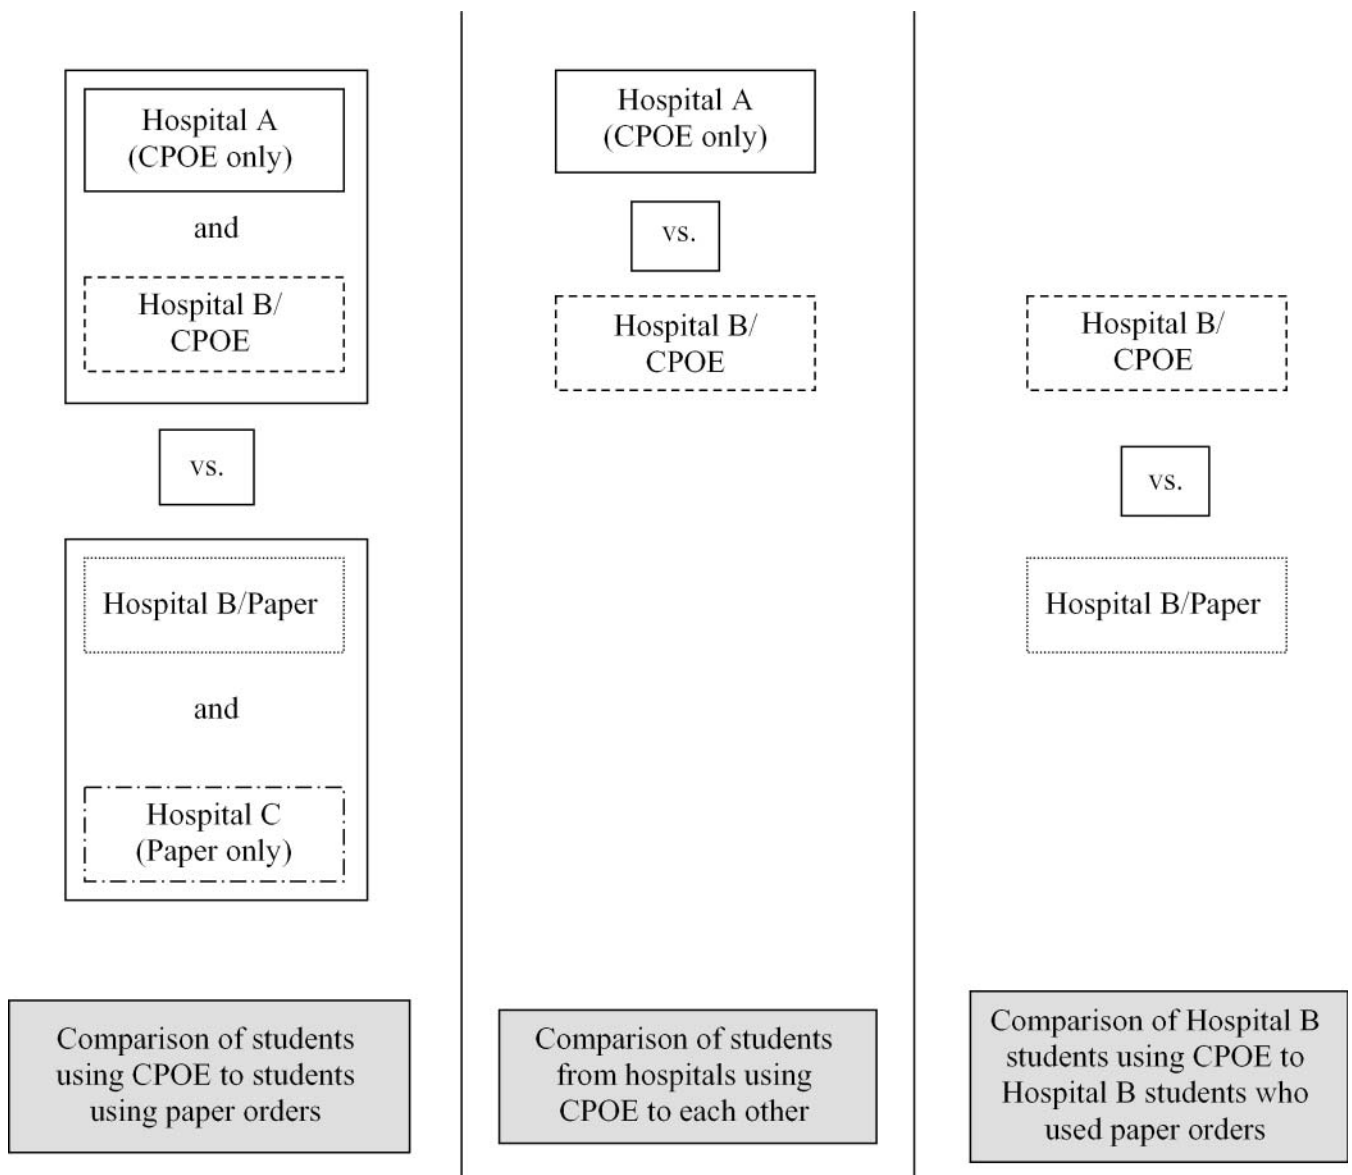 Hospital A
(CPOE only)
and
Hospital B/
CPOE
vs.
Hospital B/Paper
and
Hospital C
(Paper only)
Comparison of students
using CPOE to students
using paper orders
Hospital A
(CPOE only)
vs.
Hospital B/
CPOE
Comparison of students
from hospitals using
CPOE to each other
Hospital B/
CPOE
vs.
Hospital B/Paper
Comparison of Hospital B
students using CPOE to
Hospital B students who
used paper orders